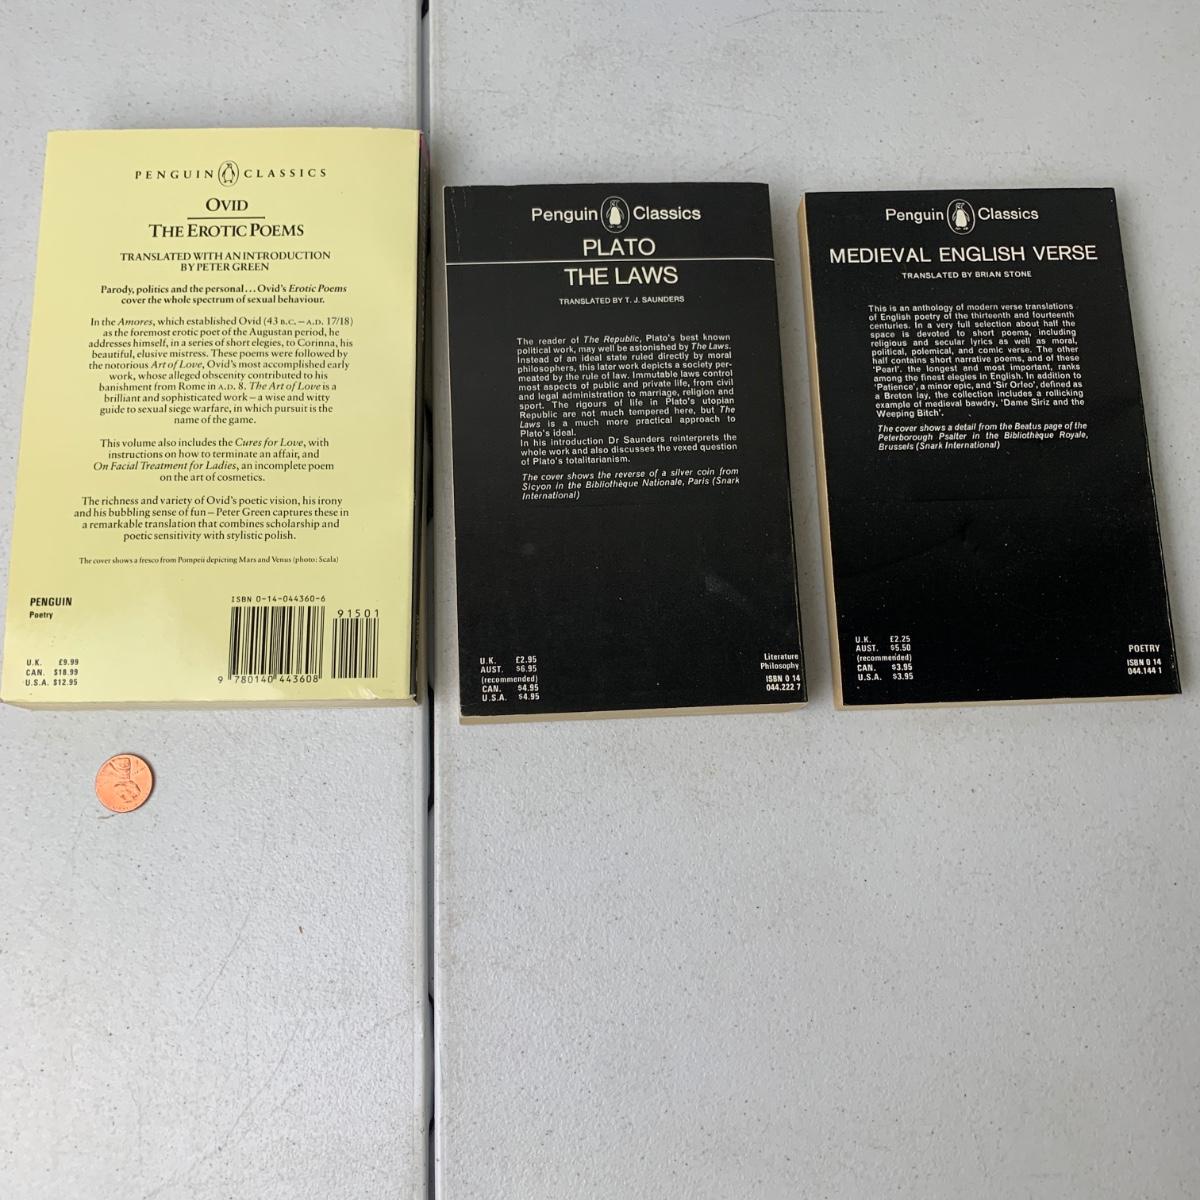 PENGUIN CLASSICS
OVID
THE EROTIC POEMS
TRANSLATED WITH AN INTRODUCTION
BY PETER GREEN
Parody, politics and the personal... Ovid's Erotic Poems
cover the whole spectrum of sexual behaviour.
In the Amores, which established Ovid (43 B.C. – A.D. 17/18)
as the foremost erotic poet of the Augustan period, he
addresses himself, in a series of short elegies, to Corinna, his
beautiful, elusive mistress. These poems were followed by
the notorious Art of Love, Ovid's most accomplished early
work, whose alleged obscenity contributed to his
banishment from Rome in A.D. 8. The Art of Love is a
brilliant and sophisticated work – a wise and witty
guide to sexual siege warfare, in which pursuit is the
name of the game.
This volume also includes the Cures for Love, with
instructions on how to terminate an affair, and
On Facial Treatment for Ladies, an incomplete poem
on the art of cosmetics.
The richness and variety of Ovid's poetic vision, his irony
and his bubbling sense of fun – Peter Green captures these in
a remarkable translation that combines scholarship and
poetic sensitivity with stylistic polish.
The cover shows a fresco from Pompeii depicting Mars and Venus (photo: Scala)
PENGUIN
Poetry
U.K. £9.99
CAN. $18.99
U.S.A. $12.95
ISBN 0-14-044360-6
91501
9 780140 443608
Penguin Classics
PLATO
THE LAWS
TRANSLATED BY T. J. SAUNDERS
The reader of The Republic, Plato's best known
political work, may well be astonished by The Laws.
Instead of an ideal state ruled directly by moral
philosophers, this later work depicts a society per-
meated by the rule of law. Immutable laws control
most aspects of public and private life, from civil
and legal administration to marriage, religion and
sport. The rigours of life in Plato's utopian
Republic are not much tempered here, but The
Laws is a much more practical approach to
Plato's ideal.
In his introduction Dr Saunders reinterprets the
whole work and also discusses the vexed question
of Plato's totalitarianism.
The cover shows the reverse of a silver coin from
Sicyon in the Bibliothèque Nationale, Paris (Snark
International)
U.K. £2.95
AUST. $6.95
(recommended)
CAN. $4.95
U.S.A. $4.95
Literature
Philosophy
ISBN 0 14
044.222 7
Penguin Classics
MEDIEVAL ENGLISH VERSE
TRANSLATED BY BRIAN STONE
This is an anthology of modern verse translations
of English poetry of the thirteenth and fourteenth
centuries. In a very full selection about half the
space is devoted to short poems, including
religious and secular lyrics as well as moral,
political, polemical, and comic verse. The other
half contains short narrative poems, and of these
'Pearl', the longest and most important, ranks
among the finest elegies in English. In addition to
'Patience', a minor epic, and 'Sir Orfeo', defined as
a Breton lay, the collection includes a rollicking
example of medieval bawdry, 'Dame Siriz and the
Weeping Bitch'.
The cover shows a detail from the Beatus page of the
Peterborough Psalter in the Bibliothèque Royale,
Brussels (Snark International)
U.K. £2.25
AUST. $5.50
(recommended)
CAN. $3.95
U.S.A. $3.95
POETRY
ISBN 0 14
044.144 1